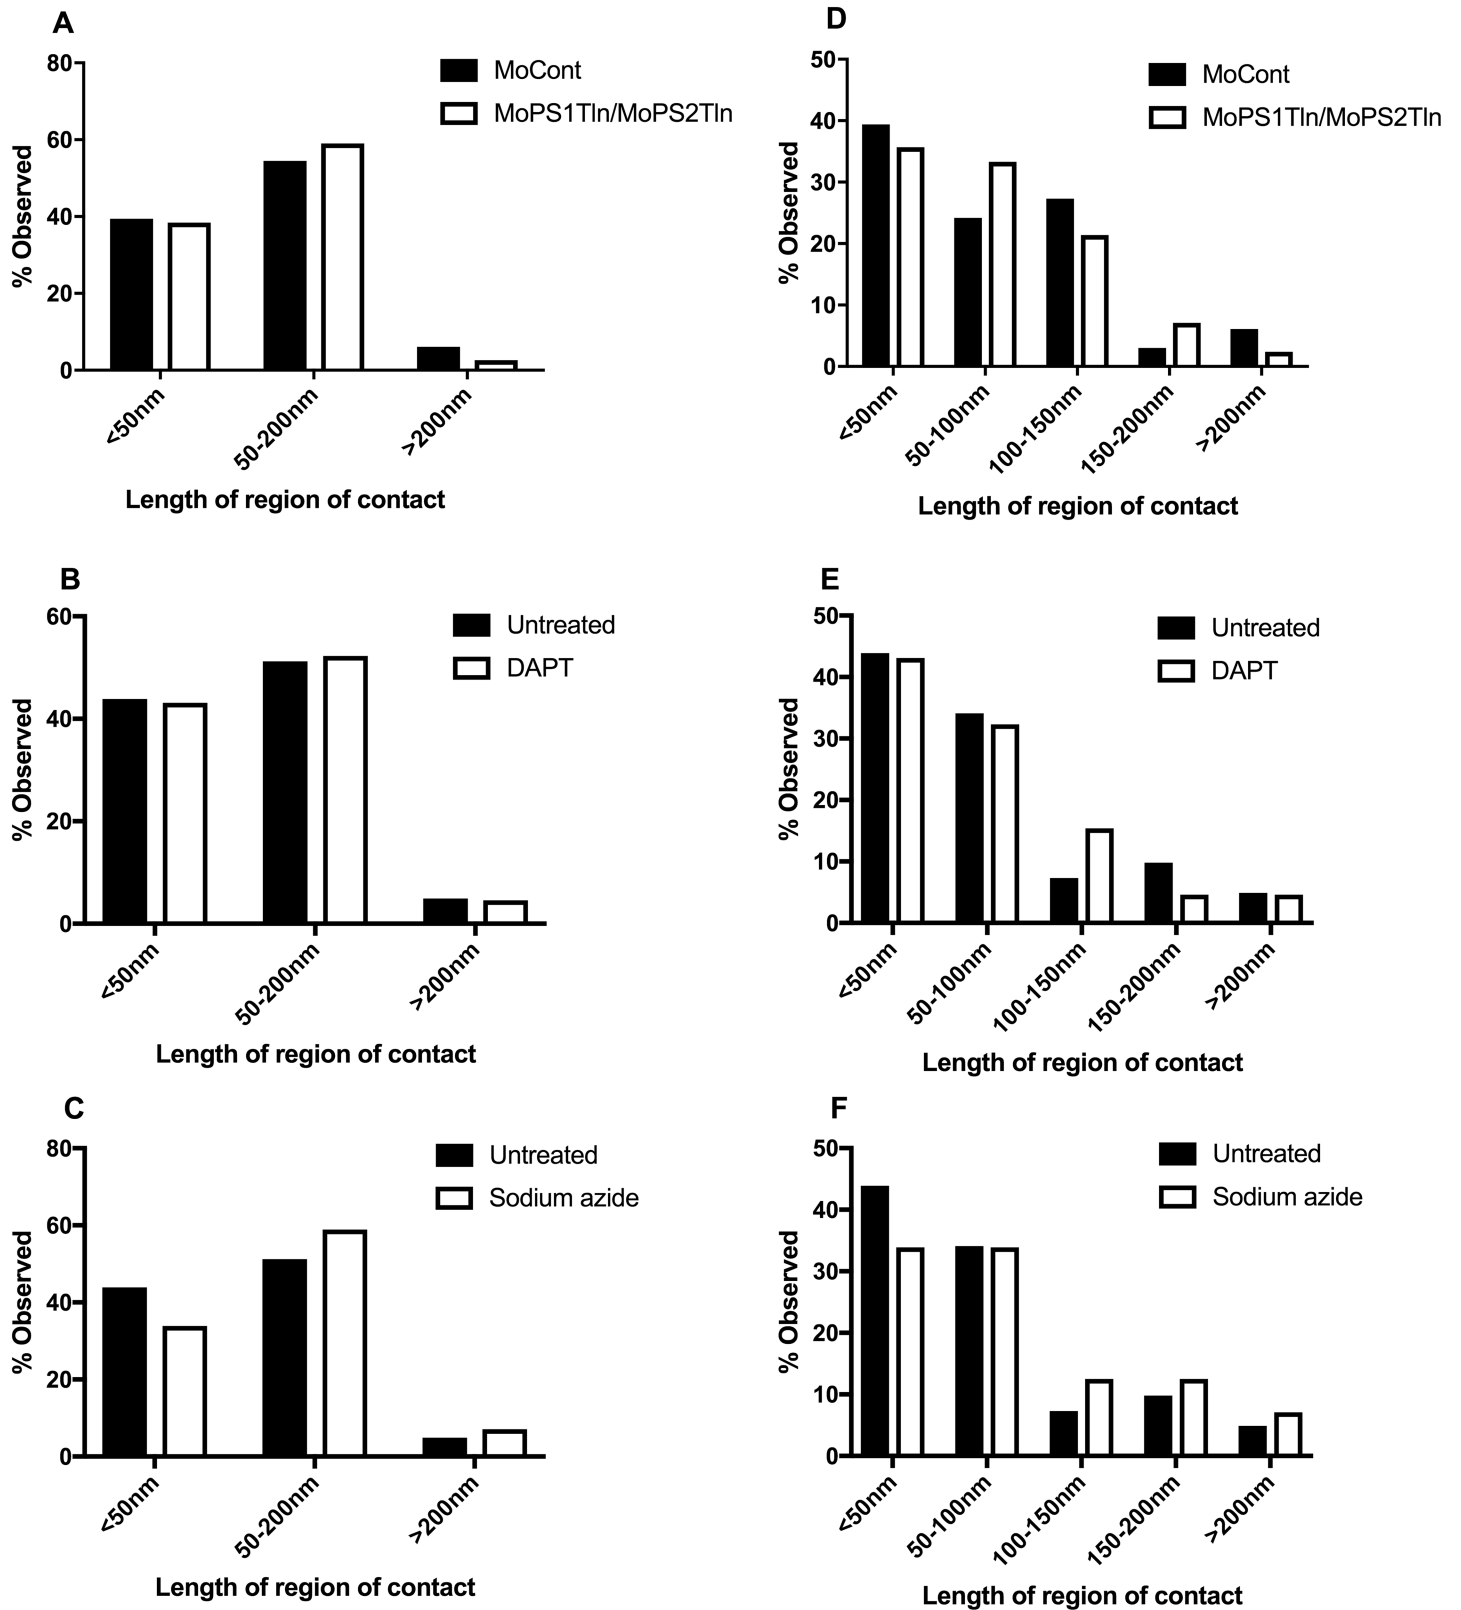 A
% Observed
80
60
40
20
0
MoCont
MoPS1Tln/MoPS2Tln
<50nm
50-200nm
>200nm
Length of region of contact
D
% Observed
50
40
30
20
10
0
MoCont
MoPS1Tln/MoPS2Tln
<50nm
50-100nm
100-150nm
150-200nm
>200nm
Length of region of contact
B
% Observed
60
40
20
0
Untreated
DAPT
<50nm
50-200nm
>200nm
Length of region of contact
E
% Observed
50
40
30
20
10
0
Untreated
DAPT
<50nm
50-100nm
100-150nm
150-200nm
>200nm
Length of region of contact
C
% Observed
80
60
40
20
0
Untreated
Sodium azide
<50nm
50-200nm
>200nm
Length of region of contact
F
% Observed
50
40
30
20
10
0
Untreated
Sodium azide
<50nm
50-100nm
100-150nm
150-200nm
>200nm
Length of region of contact